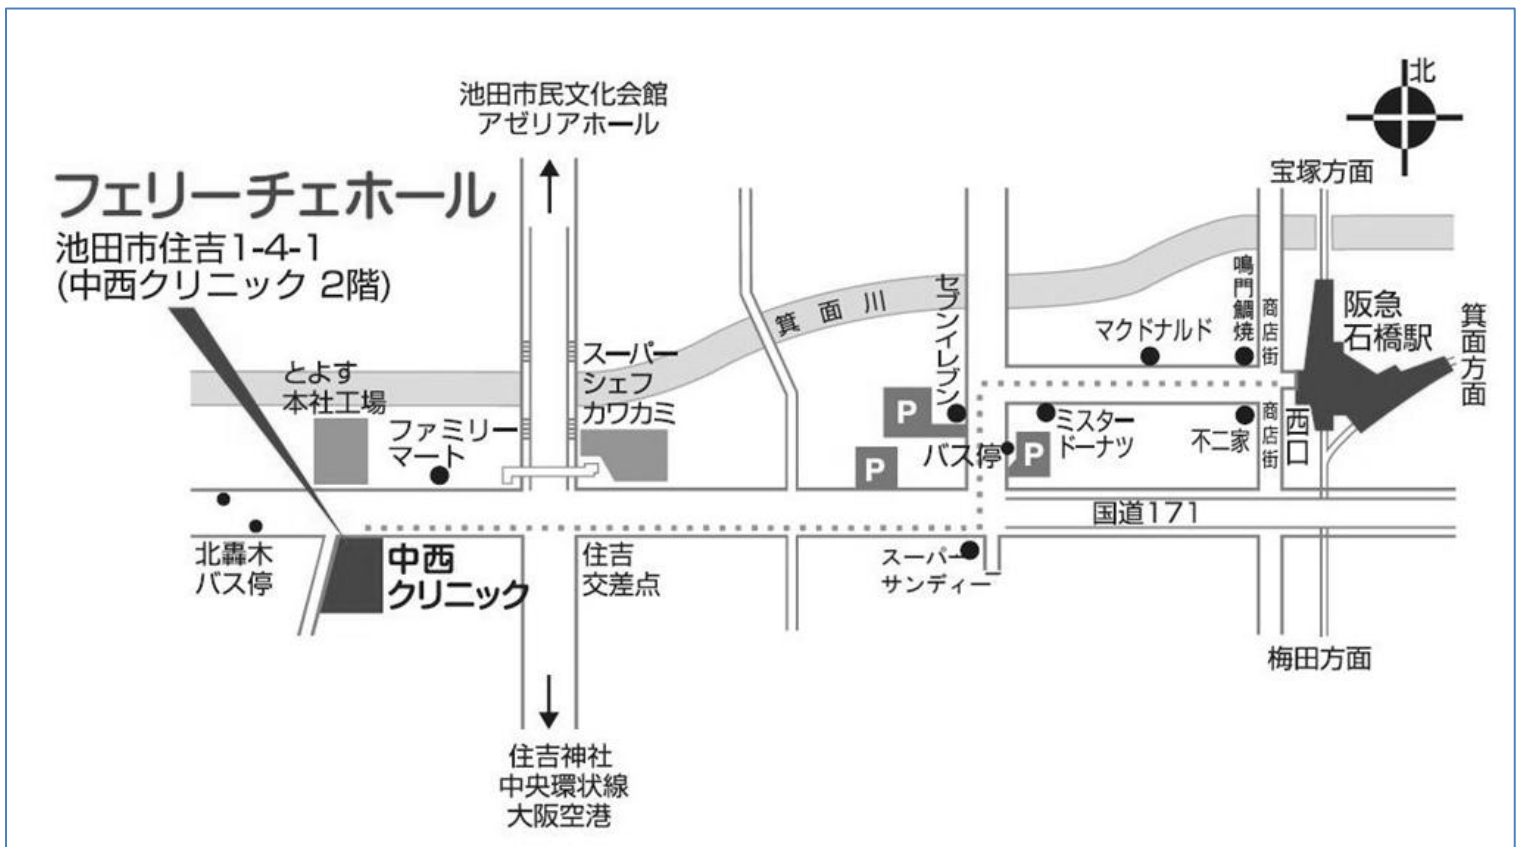 北
池田市民文化会館
アゼリアホール
宝塚方面
フェリーチェホール
池田市住吉1-4-1
(中西クリニック 2階)
鳴門鯛焼
商店街
阪急
石橋駅
箕面方面
箕面川
セブンイレブン
マクドナルド
スーパー
シェフ
カワカミ
とよす
本社工場
ファミリー
マート
P
P
P
バス停
ミスター
ドーナツ
不二家
商店街
西口
国道171
北轟木
バス停
中西
クリニック
住吉
交差点
スーパー
サンディー
梅田方面
住吉神社
中央環状線
大阪空港